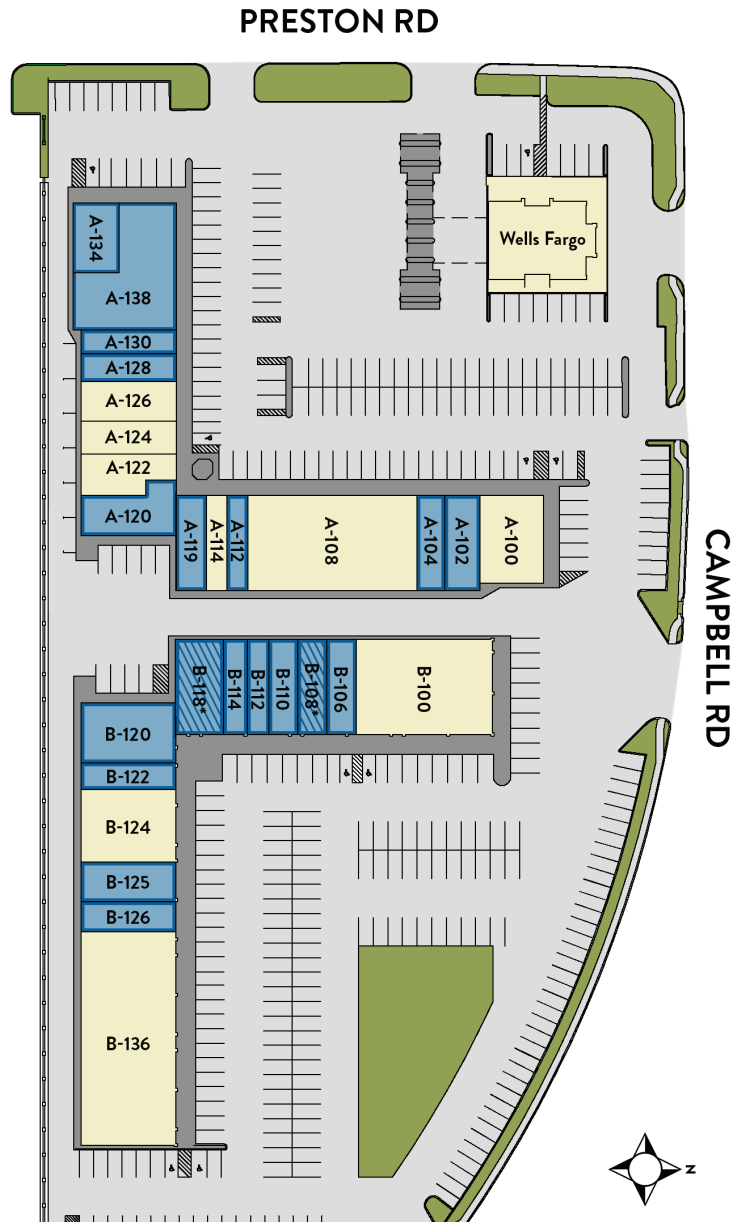 PRESTON RD
Wells Fargo
A-134
A-138
A-130
A-128
A-126
A-124
A-122
A-120
A-119
A-114
A-112
A-108
A-104
A-102
A-100
CAMPBELL RD
B-118*
B-114
B-112
B-110
B-108*
B-106
B-100
B-120
B-122
B-124
B-125
B-126
B-136
N